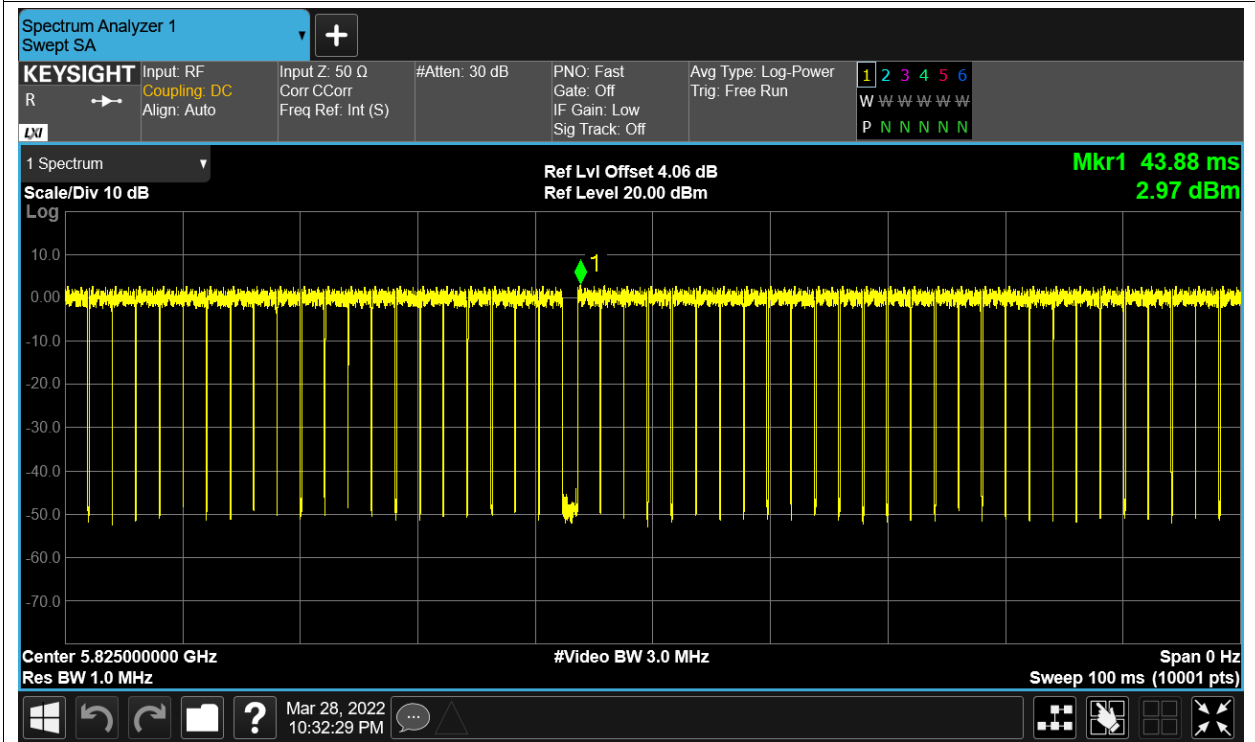 Spectrum Analyzer 1
Swept SA
KEYSIGHT
R
LXI
Input: RF
Coupling: DC
Align: Auto
Input Z: 50 Ω
Corr CCorr
Freq Ref: Int (S)
#Atten: 30 dB
PNO: Fast
Gate: Off
IF Gain: Low
Sig Track: Off
Avg Type: Log-Power
Trig: Free Run
1 2 3 4 5 6
W W W W W W
P N N N N N
1 Spectrum
Scale/Div 10 dB
Ref Lvl Offset 4.06 dB
Ref Level 20.00 dBm
Mkr1 43.88 ms
2.97 dBm
Log
10.0
0.00
-10.0
-20.0
-30.0
-40.0
-50.0
-60.0
-70.0
1
Center 5.825000000 GHz
Res BW 1.0 MHz
#Video BW 3.0 MHz
Span 0 Hz
Sweep 100 ms (10001 pts)
?
Mar 28, 2022
10:32:29 PM